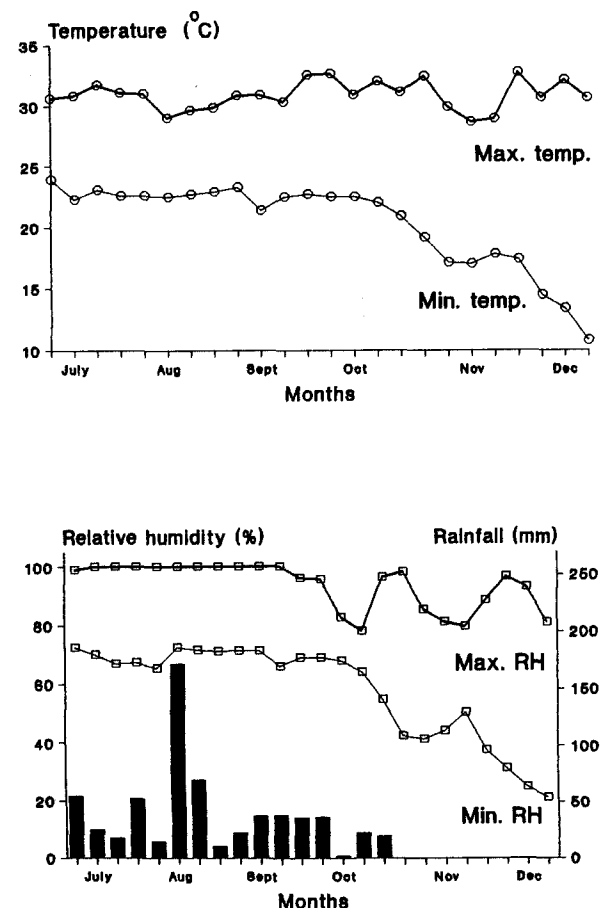 Temperature (°C)
35
30
25
20
15
10
Max. temp.
Min. temp.
July Aug Sept Oct Nov Dec
Months
Relative humidity (%) Rainfall (mm)
100
80
60
40
20
0
250
200
150
100
50
0
Max. RH
Min. RH
July Aug Sept Oct Nov Dec
Months